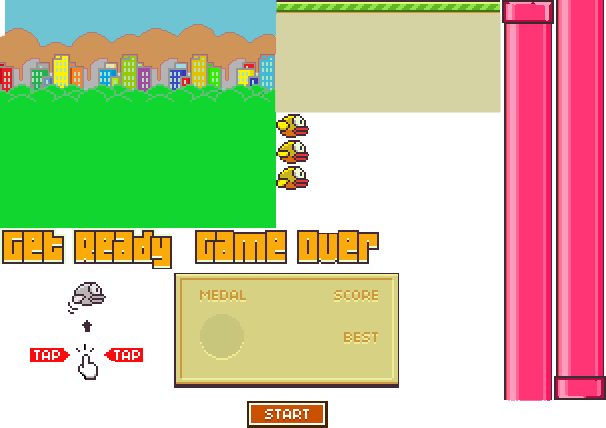 Get Ready
Game Over
MEDAL
SCORE
BEST
TAP
TAP
START